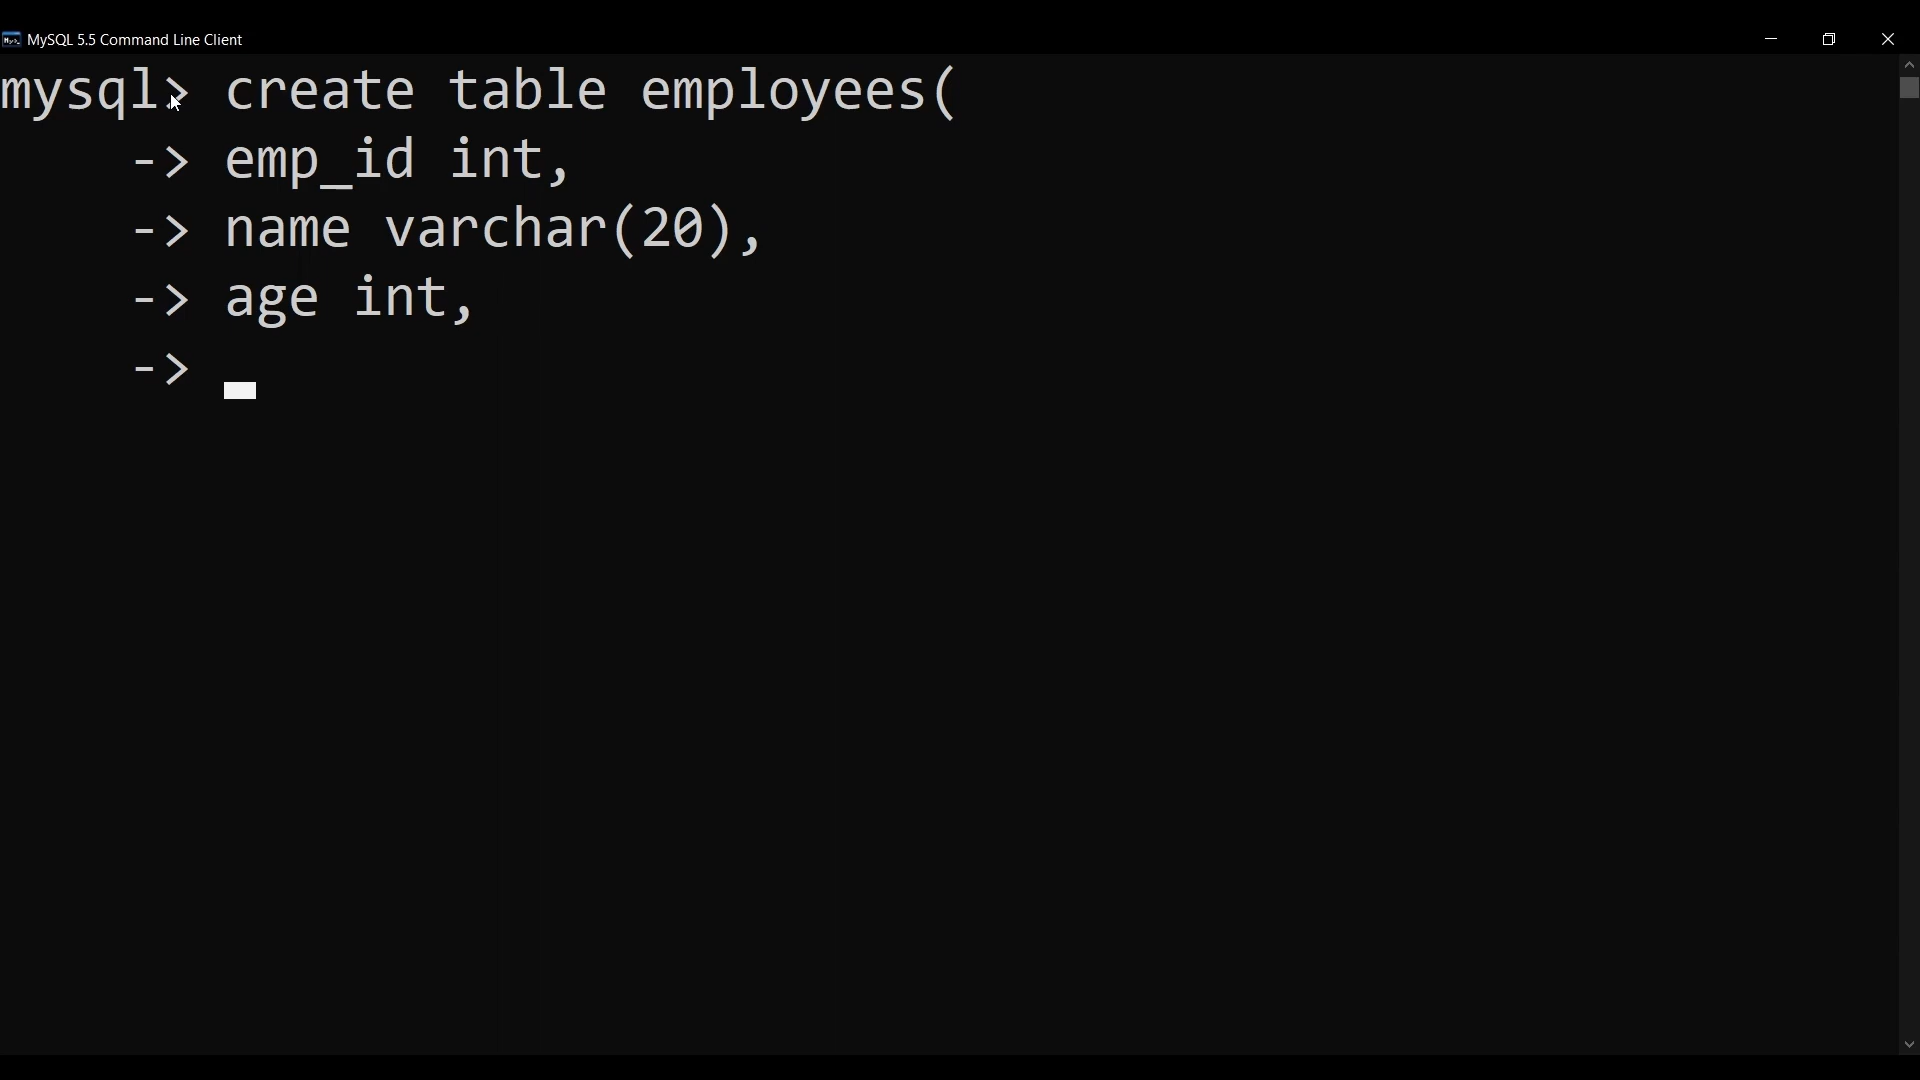 MySQL 5.5 Command Line Client
mysql> create table employees(
-> emp_id int,
-> name varchar(20),
-> age int,
->